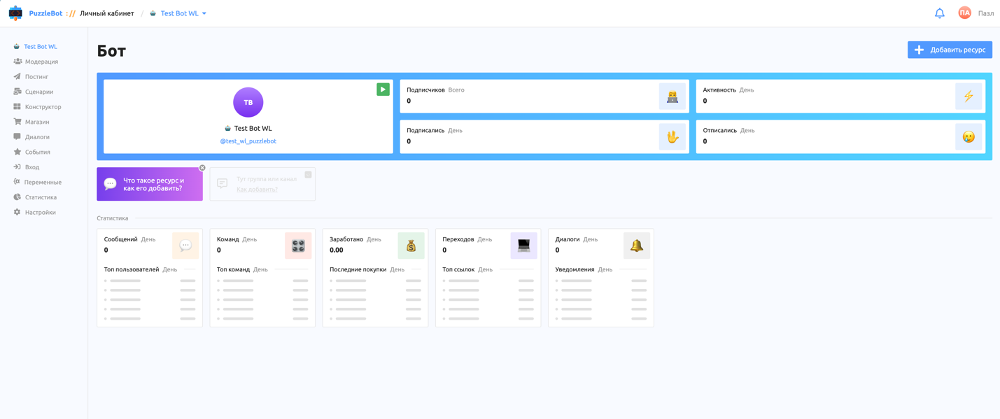 PuzzleBot :// Личный кабинет / Test Bot WL
ПА Пазл
Test Bot WL
Модерация
Постинг
Сценарии
Конструктор
Магазин
Диалоги
События
Вход
Переменные
Статистика
Настройки
Бот
Добавить ресурс
TB
Test Bot WL
@test_wl_puzzlebot
Подписчиков Всего
0
Активность День
0
Подписались День
0
Отписались День
0
Что такое ресурс и
как его добавить?
Тут группа или канал
Как добавить?
Статистика
Сообщений День
0
Топ пользователей День
Команд День
0
Топ команд День
Заработано День
0.00
Последние покупки День
Переходов День
0
Топ ссылок День
Диалоги День
0
Уведомления День